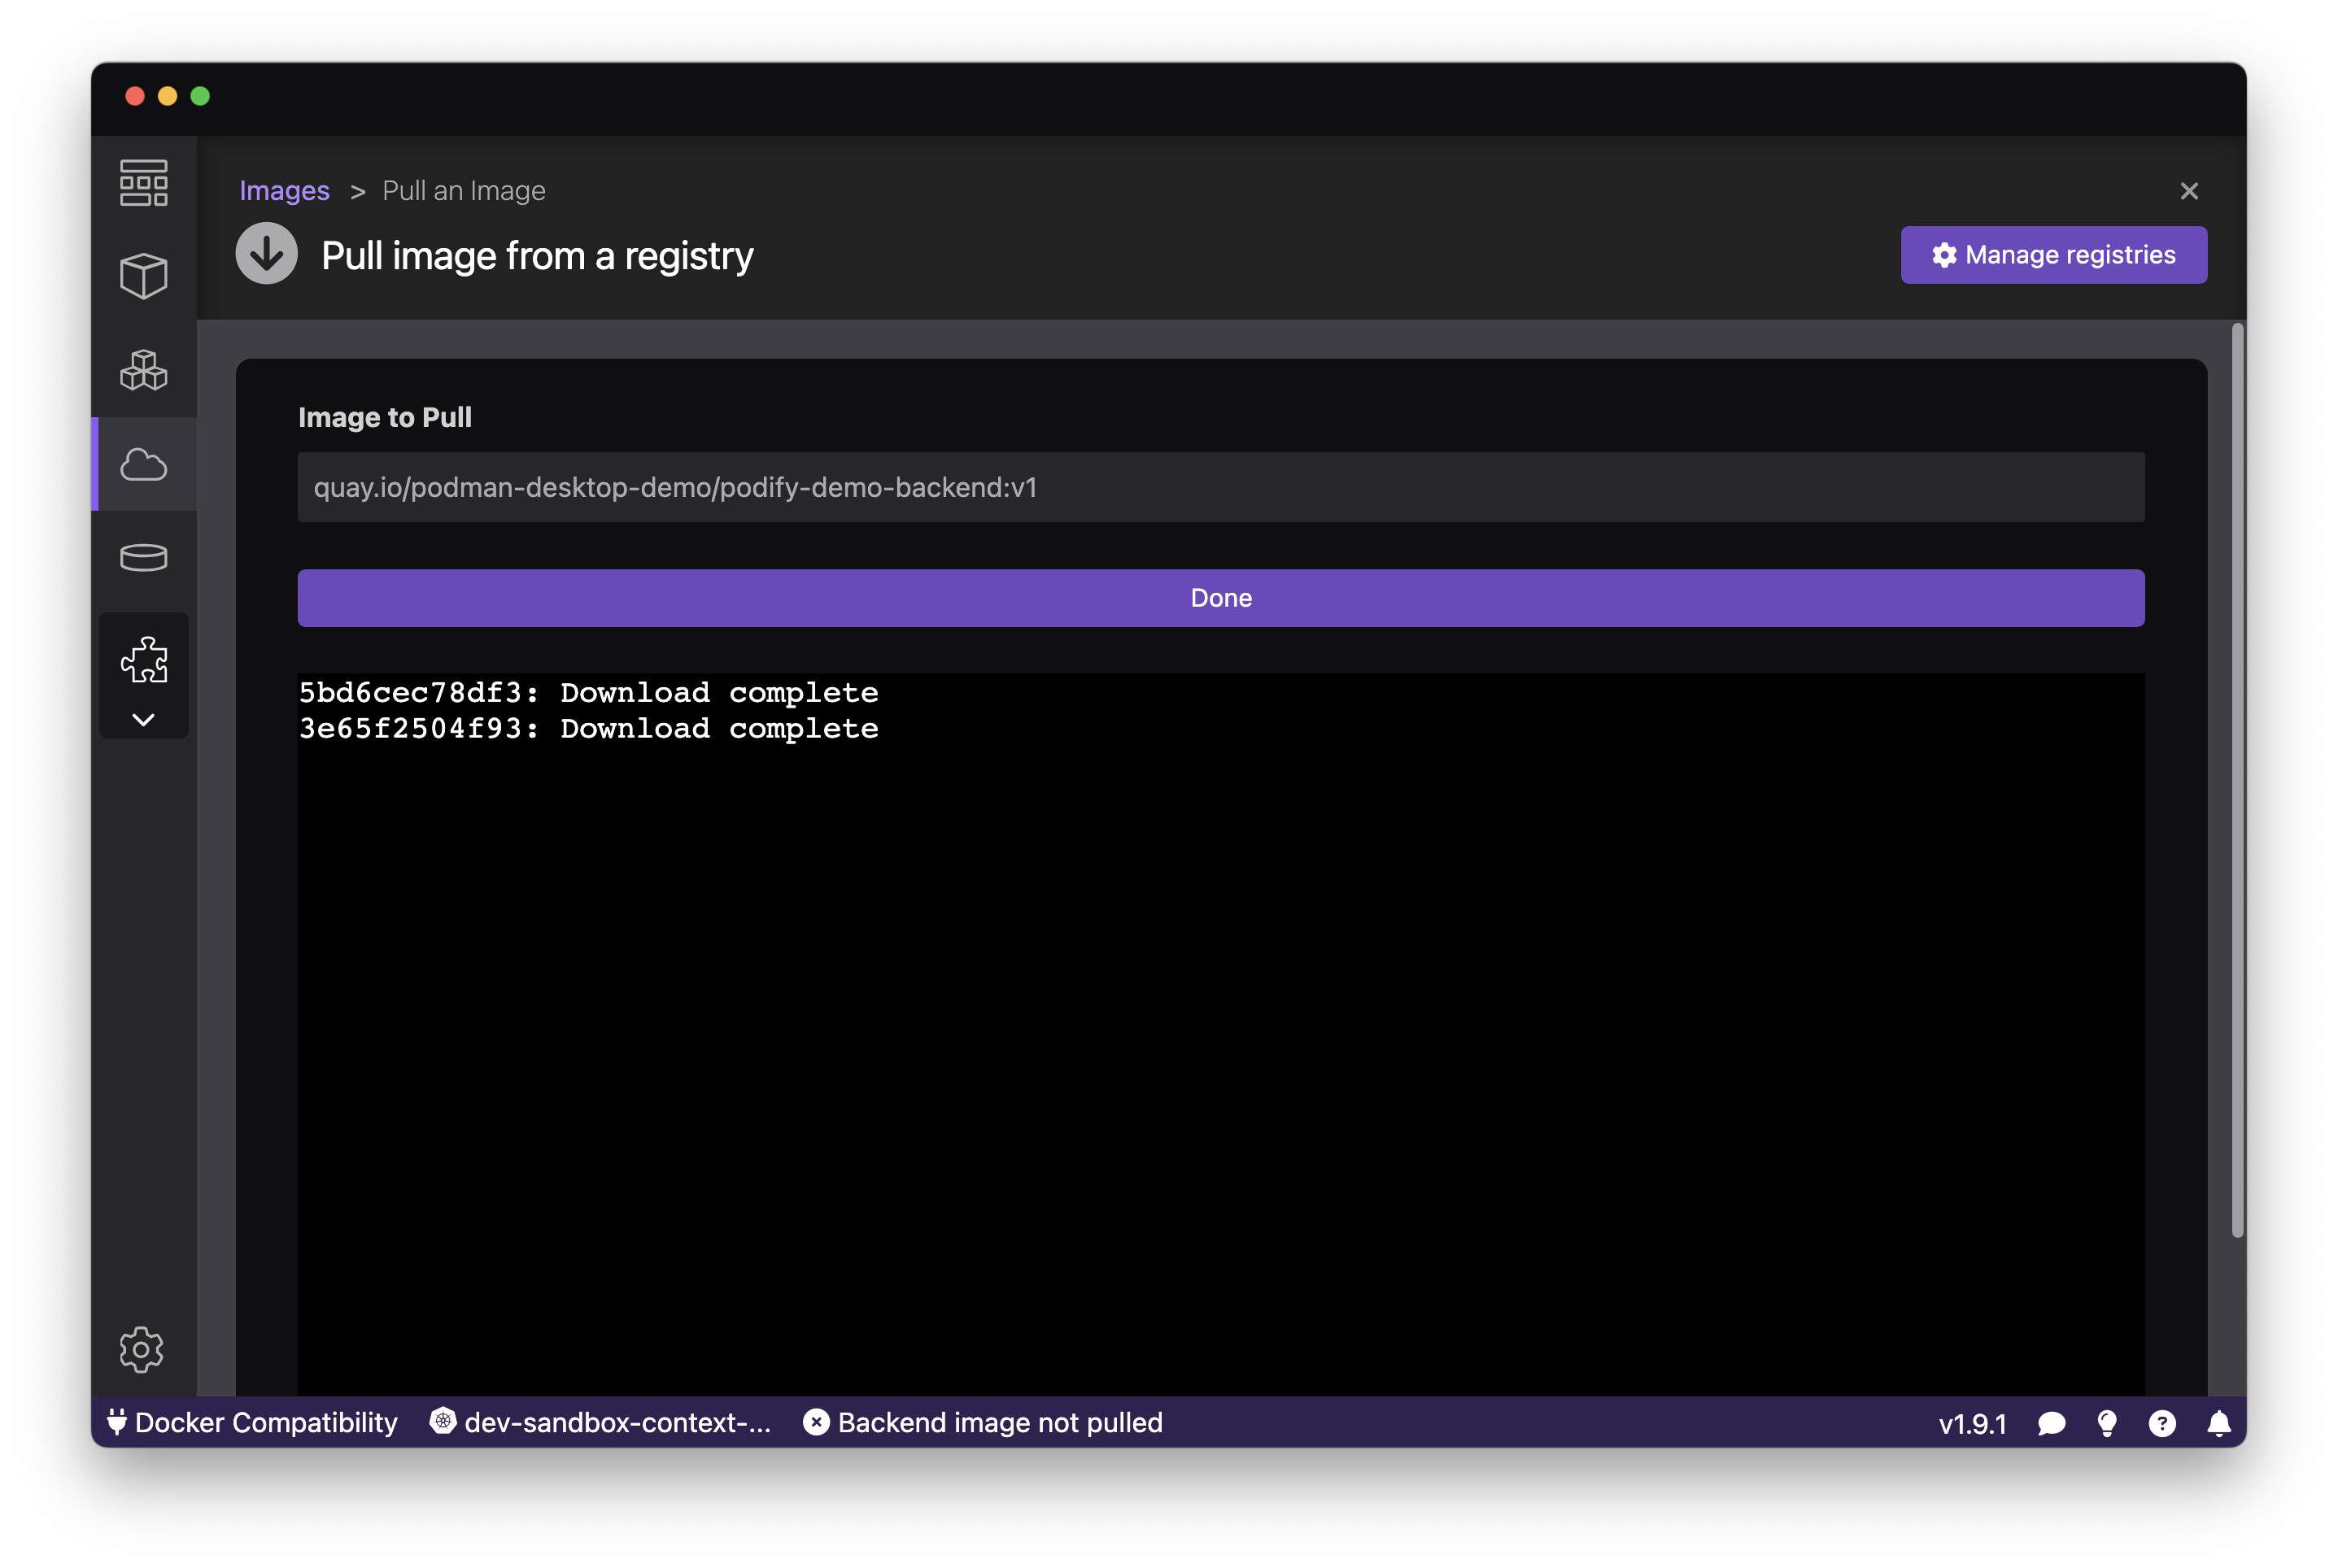 Images > Pull an Image
Pull image from a registry
Manage registries
Image to Pull
quay.io/podman-desktop-demo/podify-demo-backend:v1
Done
5bd6cec78df3: Download complete
3e65f2504f93: Download complete
Docker Compatibility dev-sandbox-context-... Backend image not pulled v1.9.1